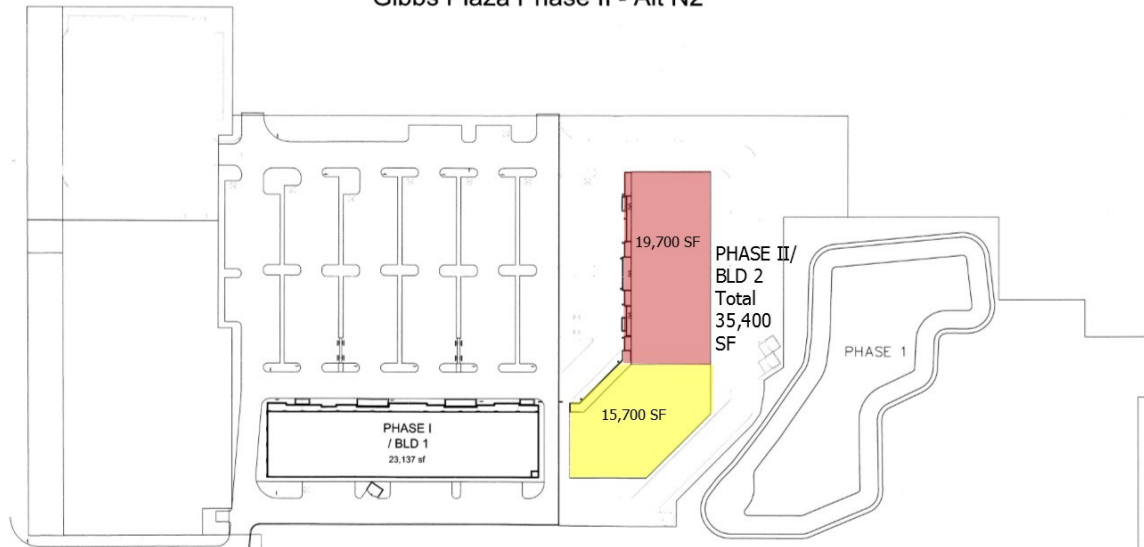 Gibbs Plaza Phase II - Alt N2
19,700 SF
PHASE II/
BLD 2
Total
35,400
SF
PHASE 1
15,700 SF
PHASE I
/ BLD 1
23,137 sf